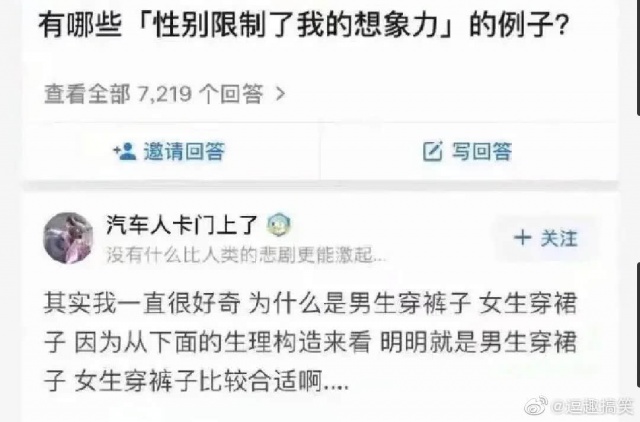 有哪些「性别限制了我的想象力」的例子?
查看全部 7,219 个回答 >
邀请回答
写回答
汽车人卡门上了
没有什么比人类的悲剧更能激起...
+ 关注
其实我一直很好奇 为什么是男生穿裤子 女生穿裙
子 因为从下面的生理构造来看 明明就是男生穿裙
子 女生穿裤子比较合适啊....
@逗趣搞笑